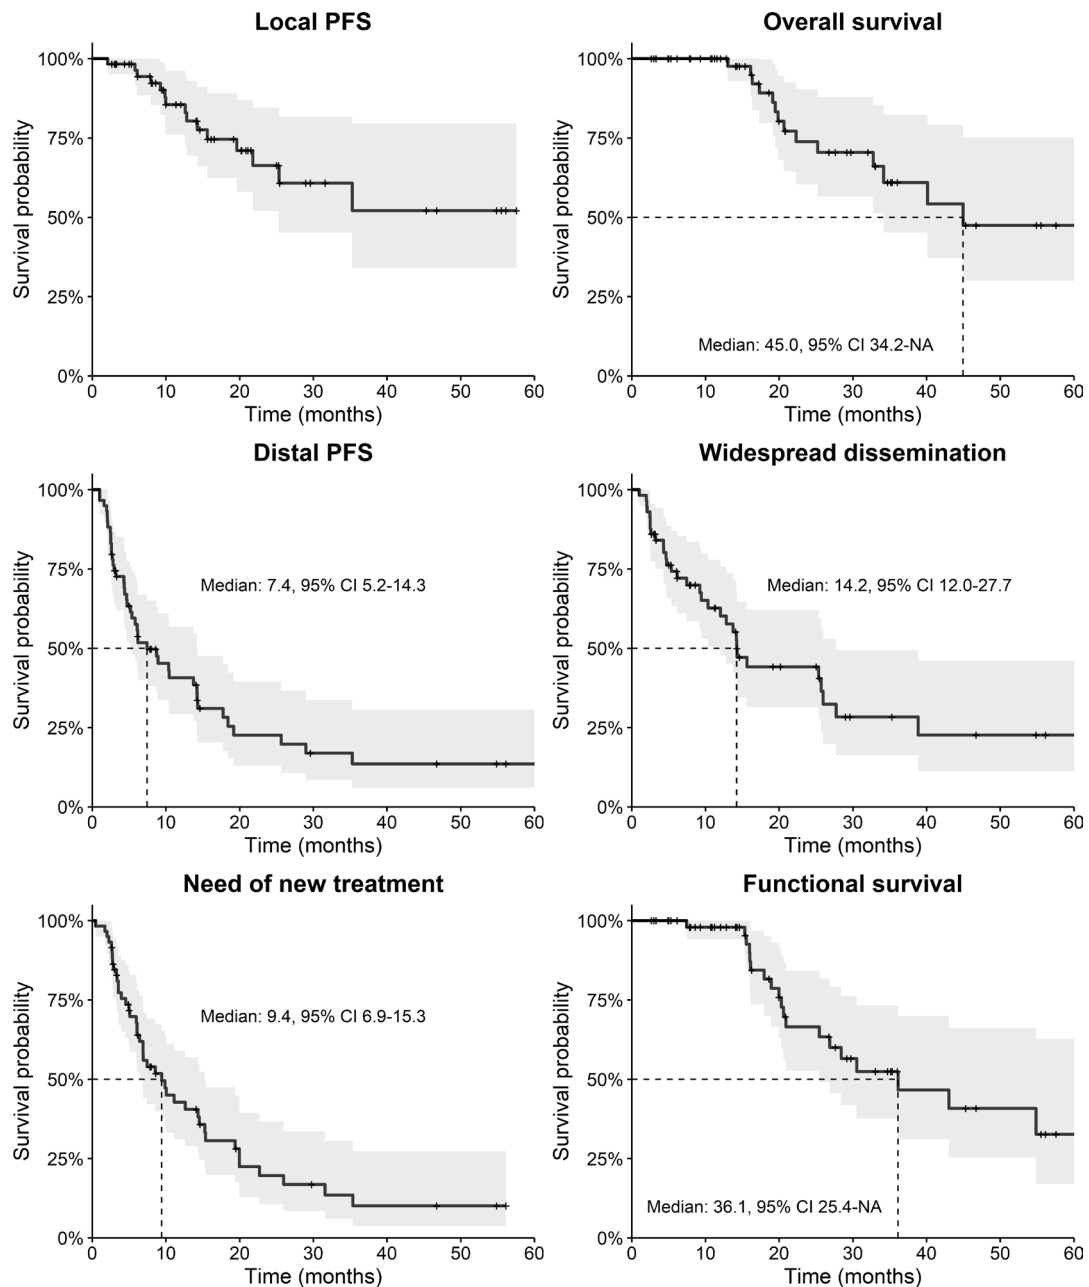 Local PFS
Survival probability
100%
75%
50%
25%
0%
0 10 20 30 40 50 60
Time (months)
Overall survival
Survival probability
100%
75%
50%
25%
0%
Median: 45.0, 95% CI 34.2-NA
0 10 20 30 40 50 60
Time (months)
Distal PFS
Survival probability
100%
75%
50%
25%
0%
Median: 7.4, 95% CI 5.2-14.3
0 10 20 30 40 50 60
Time (months)
Widespread dissemination
Survival probability
100%
75%
50%
25%
0%
Median: 14.2, 95% CI 12.0-27.7
0 10 20 30 40 50 60
Time (months)
Need of new treatment
Survival probability
100%
75%
50%
25%
0%
Median: 9.4, 95% CI 6.9-15.3
0 10 20 30 40 50 60
Time (months)
Functional survival
Survival probability
100%
75%
50%
25%
0%
Median: 36.1, 95% CI 25.4-NA
0 10 20 30 40 50 60
Time (months)